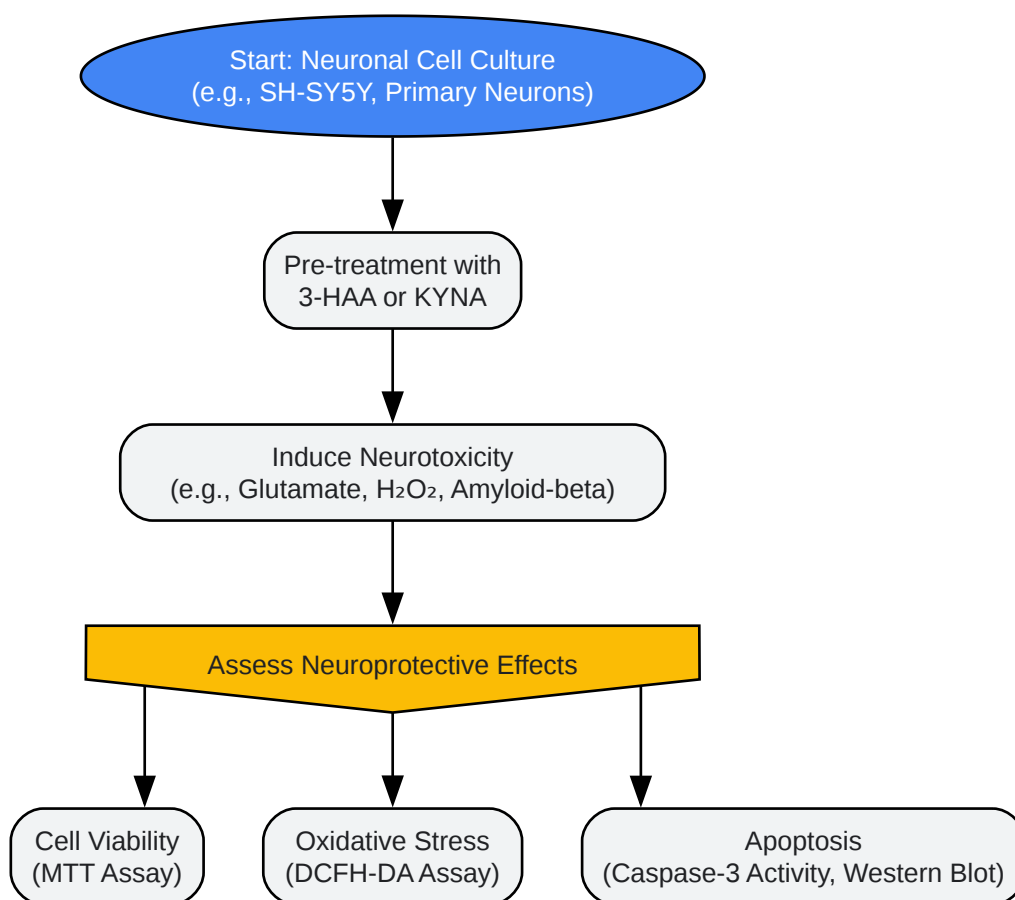 Start: Neuronal Cell Culture
(e.g., SH-SY5Y, Primary Neurons)
Pre-treatment with
3-HAA or KYNA
Induce Neurotoxicity
(e.g., Glutamate, H₂O₂, Amyloid-beta)
Assess Neuroprotective Effects
Cell Viability
(MTT Assay)
Oxidative Stress
(DCFH-DA Assay)
Apoptosis
(Caspase-3 Activity, Western Blot)